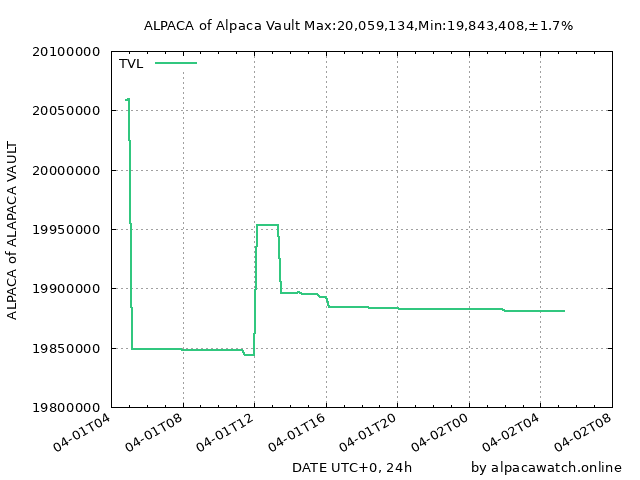 ALPACA of Alpaca Vault Max:20,059,134,Min:19,843,408,±1.7%
TVL
20100000
20050000
20000000
19950000
19900000
19850000
19800000
ALPACA of ALAPACA VAULT
04-01T04
04-01T08
04-01T12
04-01T16
04-01T20
04-02T00
04-02T04
04-02T08
DATE UTC+0, 24h
by alpacawatch.online